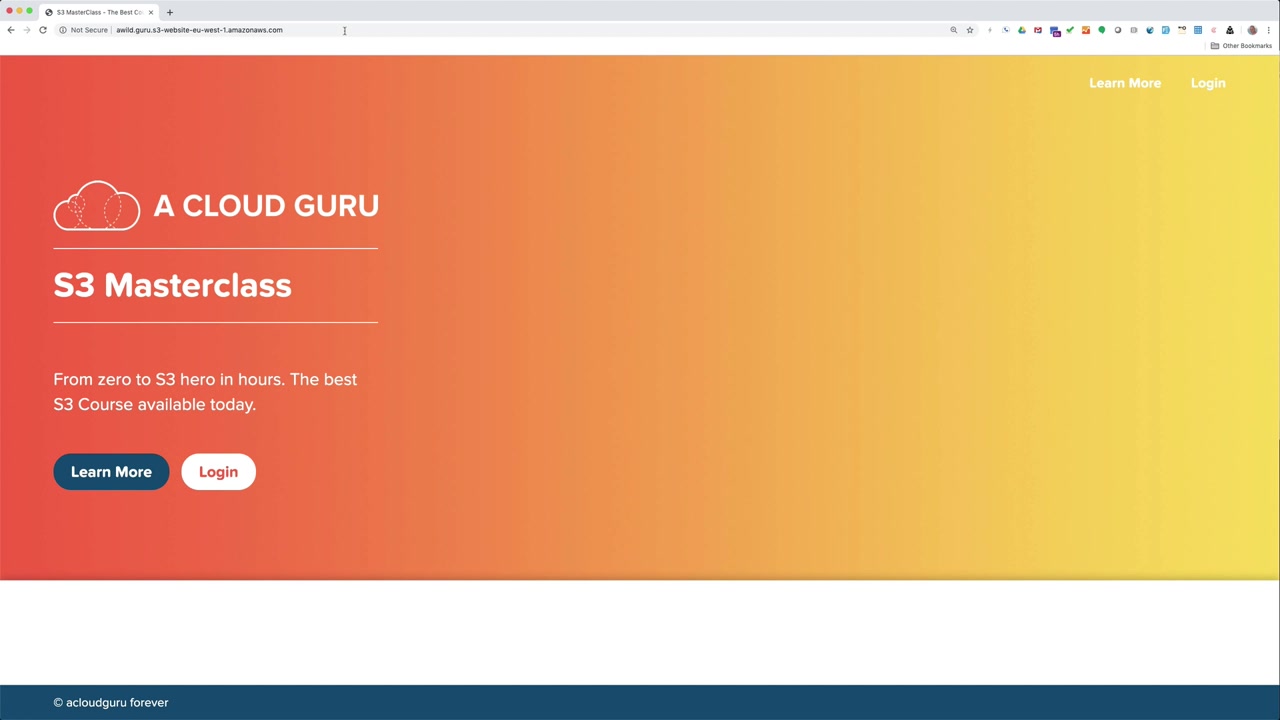 S3 MasterClass - The Best Co
Not Secure
awild.guru.s3-website-eu-west-1.amazonaws.com
Other Bookmarks
Learn More
Login
A CLOUD GURU
S3 Masterclass
From zero to S3 hero in hours. The best
S3 Course available today.
Learn More
Login
© acloudguru forever